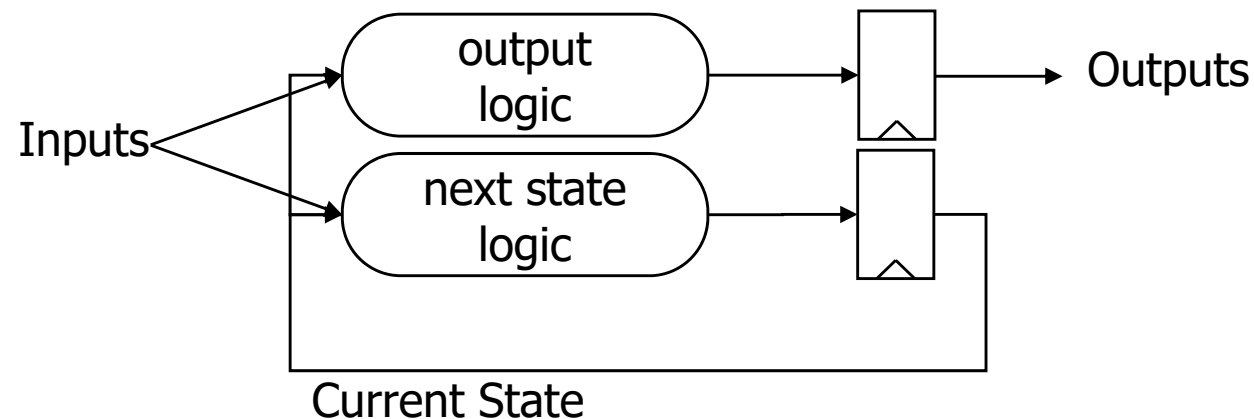 output
logic
Outputs
Inputs
next state
logic
Current State